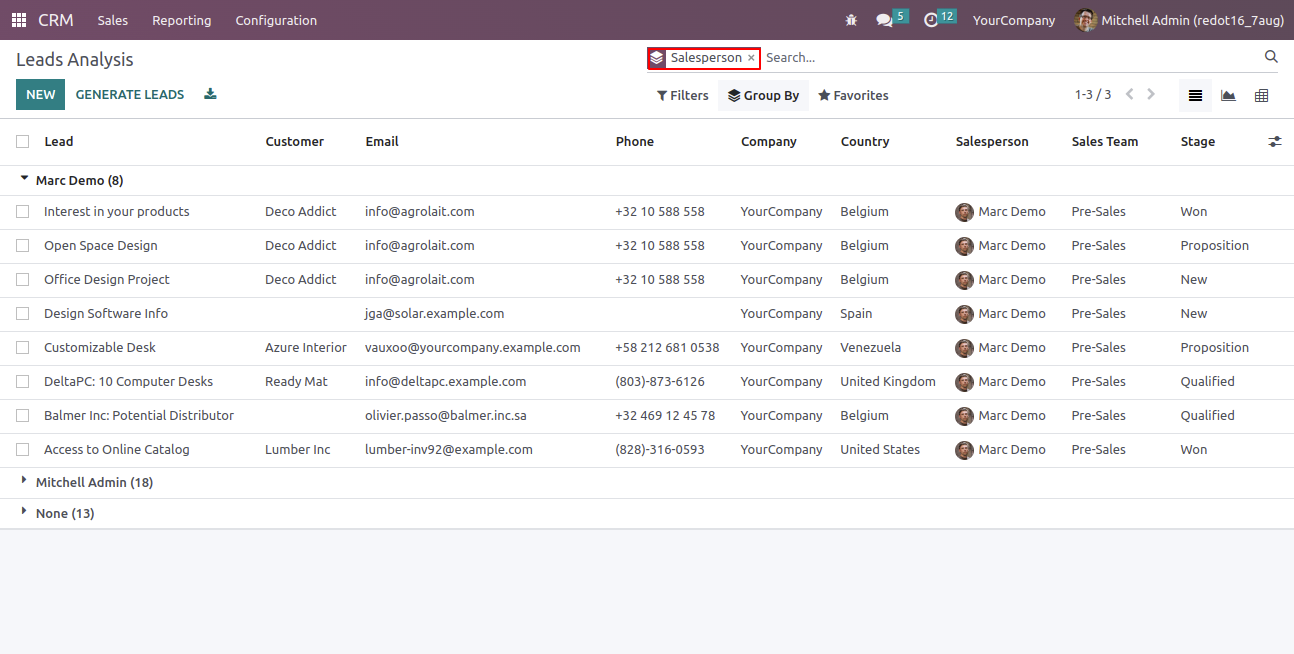 CRM Sales Reporting Configuration 5 12 YourCompany Mitchell Admin (redot16_7aug)
Leads Analysis Salesperson × Search...
NEW GENERATE LEADS Filters Group By Favorites 1-3 / 3
Lead Customer Email Phone Company Country Salesperson Sales Team Stage
Marc Demo (8)
Interest in your products Deco Addict info@agrolait.com +32 10 588 558 YourCompany Belgium Marc Demo Pre-Sales Won
Open Space Design Deco Addict info@agrolait.com +32 10 588 558 YourCompany Belgium Marc Demo Pre-Sales Proposition
Office Design Project Deco Addict info@agrolait.com +32 10 588 558 YourCompany Belgium Marc Demo Pre-Sales New
Design Software Info jga@solar.example.com YourCompany Spain Marc Demo Pre-Sales New
Customizable Desk Azure Interior vauxoo@yourcompany.example.com +58 212 681 0538 YourCompany Venezuela Marc Demo Pre-Sales Proposition
DeltaPC: 10 Computer Desks Ready Mat info@deltapc.example.com (803)-873-6126 YourCompany United Kingdom Marc Demo Pre-Sales Qualified
Balmer Inc: Potential Distributor olivier.passo@balmer.inc.sa +32 469 12 45 78 YourCompany Belgium Marc Demo Pre-Sales Qualified
Access to Online Catalog Lumber Inc lumber-inv92@example.com (828)-316-0593 YourCompany United States Marc Demo Pre-Sales Won
Mitchell Admin (18)
None (13)